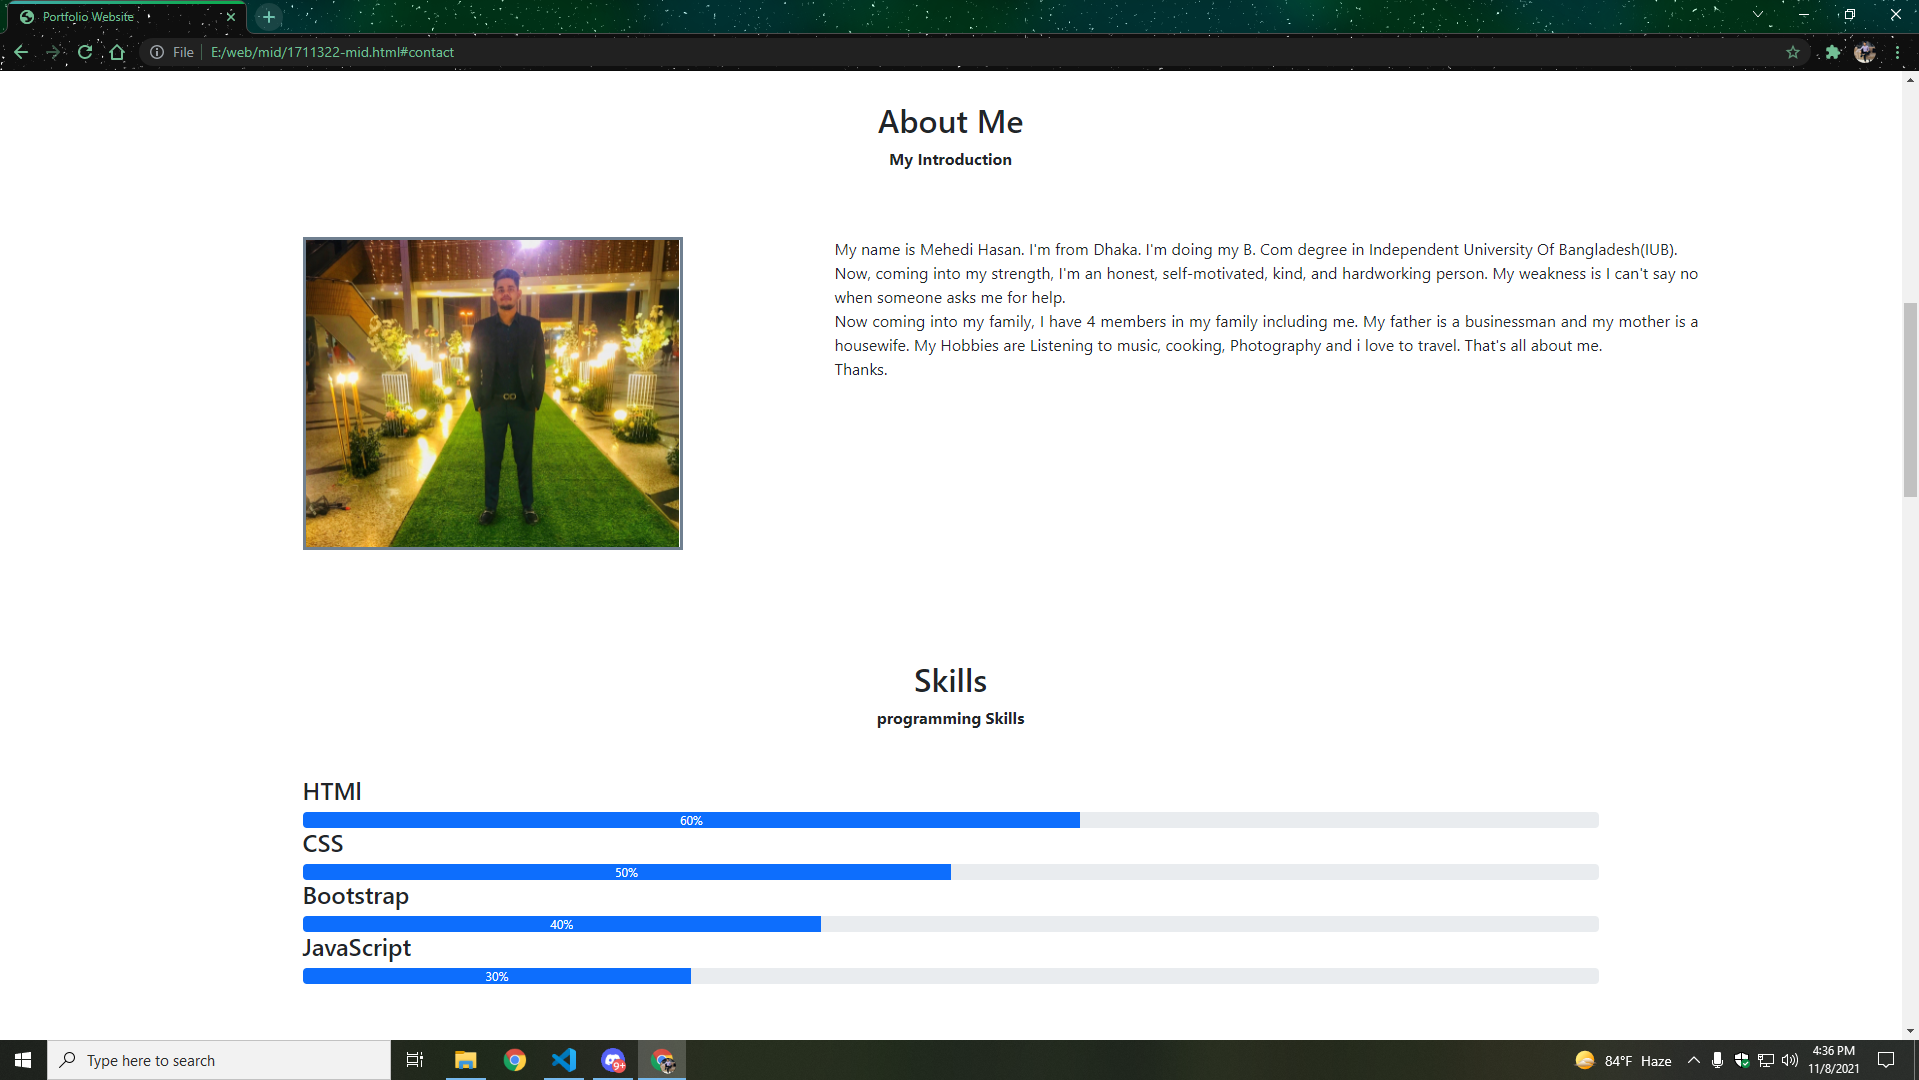 Portfolio Website
File
E:/web/mid/1711322-mid.html#contact
About Me
My Introduction
My name is Mehedi Hasan. I'm from Dhaka. I'm doing my B. Com degree in Independent University Of Bangladesh(IUB).
Now, coming into my strength, I'm an honest, self-motivated, kind, and hardworking person. My weakness is I can't say no
when someone asks me for help.
Now coming into my family, I have 4 members in my family including me. My father is a businessman and my mother is a
housewife. My Hobbies are Listening to music, cooking, Photography and i love to travel. That's all about me.
Thanks.
Skills
programming Skills
HTMl
60%
CSS
50%
Bootstrap
40%
JavaScript
30%
Type here to search
9+
84°F Haze
4:36 PM
11/8/2021